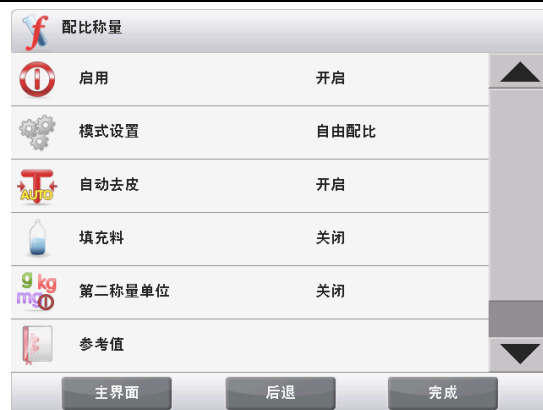 配比称量
启用 开启
模式设置 自由配比
AUTO 自动去皮 开启
填充料 关闭
g kg mg 第二称量单位 关闭
参考值
主界面 后退 完成